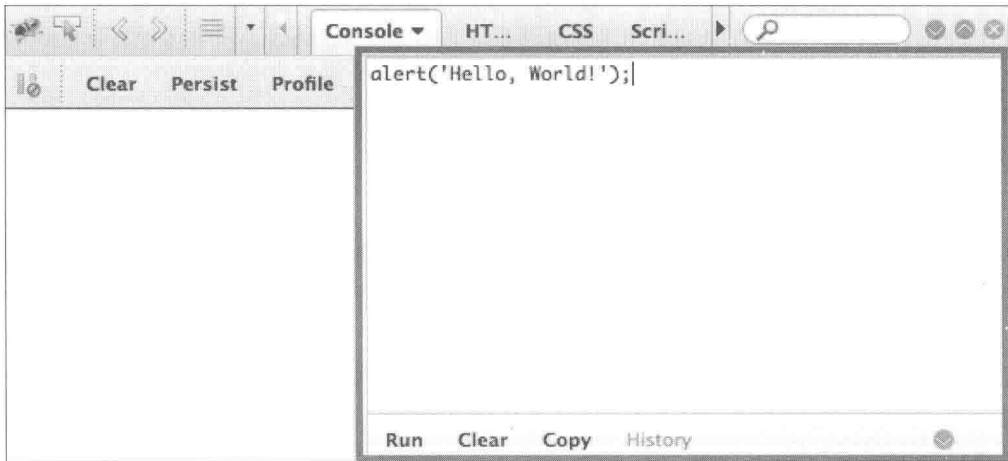 Console HT... CSS Scri...
Clear Persist Profile
alert('Hello, World!');
Run Clear Copy History